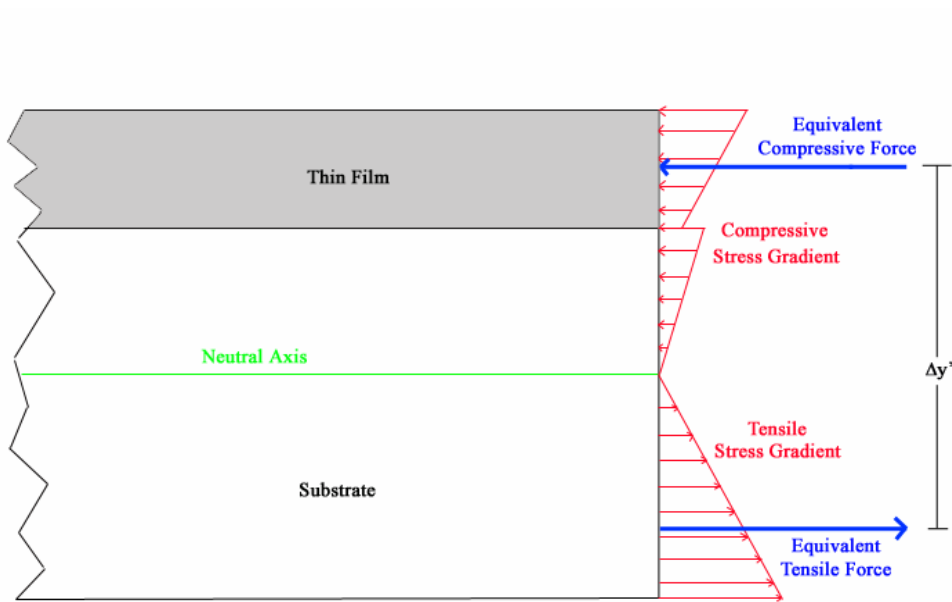 Equivalent
Compressive Force
Thin Film
Compressive
Stress Gradient
Neutral Axis
Δy'
Tensile
Stress Gradient
Substrate
Equivalent
Tensile Force